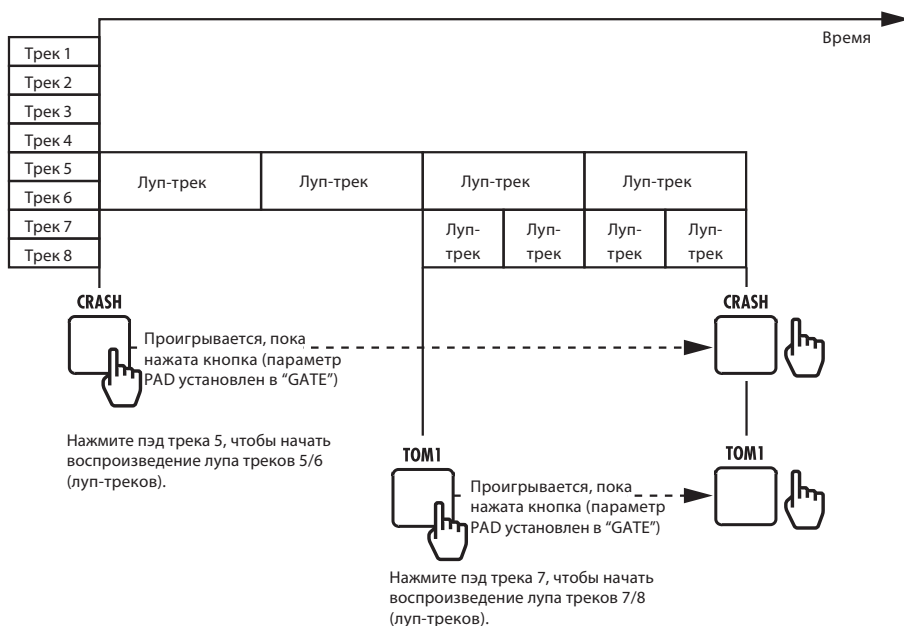 Время
Трек 1
Трек 2
Трек 3
Трек 4
Трек 5
Трек 6
Трек 7
Трек 8
Луп-трек
Луп-трек
Луп-трек
Луп-трек
Луп-
трек
Луп-
трек
Луп-
трек
Луп-
трек
CRASH
Проигрывается, пока
нажата кнопка (параметр
PAD установлен в “GATE”)
CRASH
Нажмите пэд трека 5, чтобы начать
воспроизведение лупа треков 5/6
(луп-треков).
TOM1
Проигрывается, пока
нажата кнопка (параметр
PAD установлен в “GATE”)
TOM1
Нажмите пэд трека 7, чтобы начать
воспроизведение лупа треков 7/8
(луп-треков).